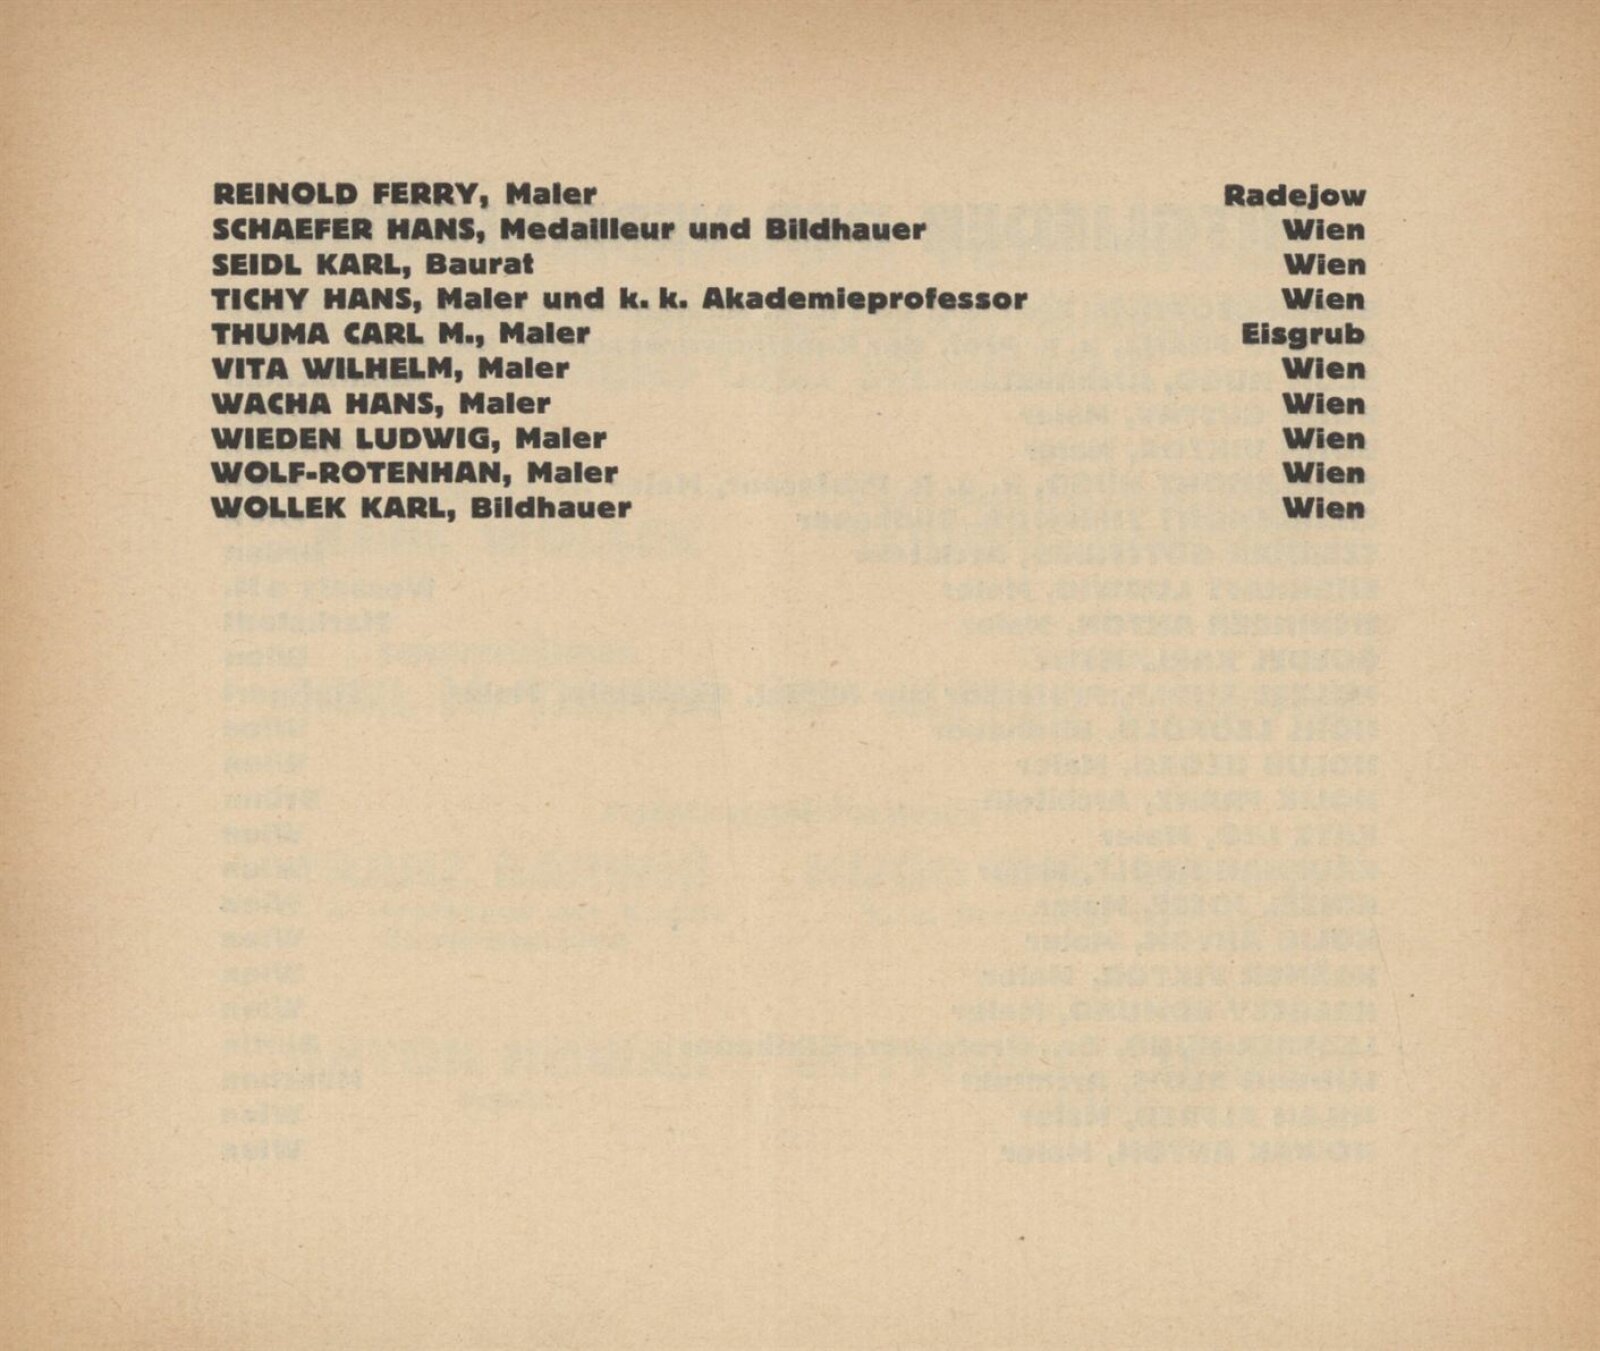 REINOLD FERRY, Maler Radejow
SCHAEFER HANS, Medailleur und Bildhauer Wien
SEIDL KARL, Baurat Wien
TICHY HANS, Maler und k. k. Akademieprofessor Wien
THUMA CARL M., Maler Eisgrub
VITA WILHELM, Maler Wien
WACHA HANS, Maler Wien
WIEDEN LUDWIG, Maler Wien
WOLF-ROTENHAN, Maler Wien
WOLLEK KARL, Bildhauer Wien